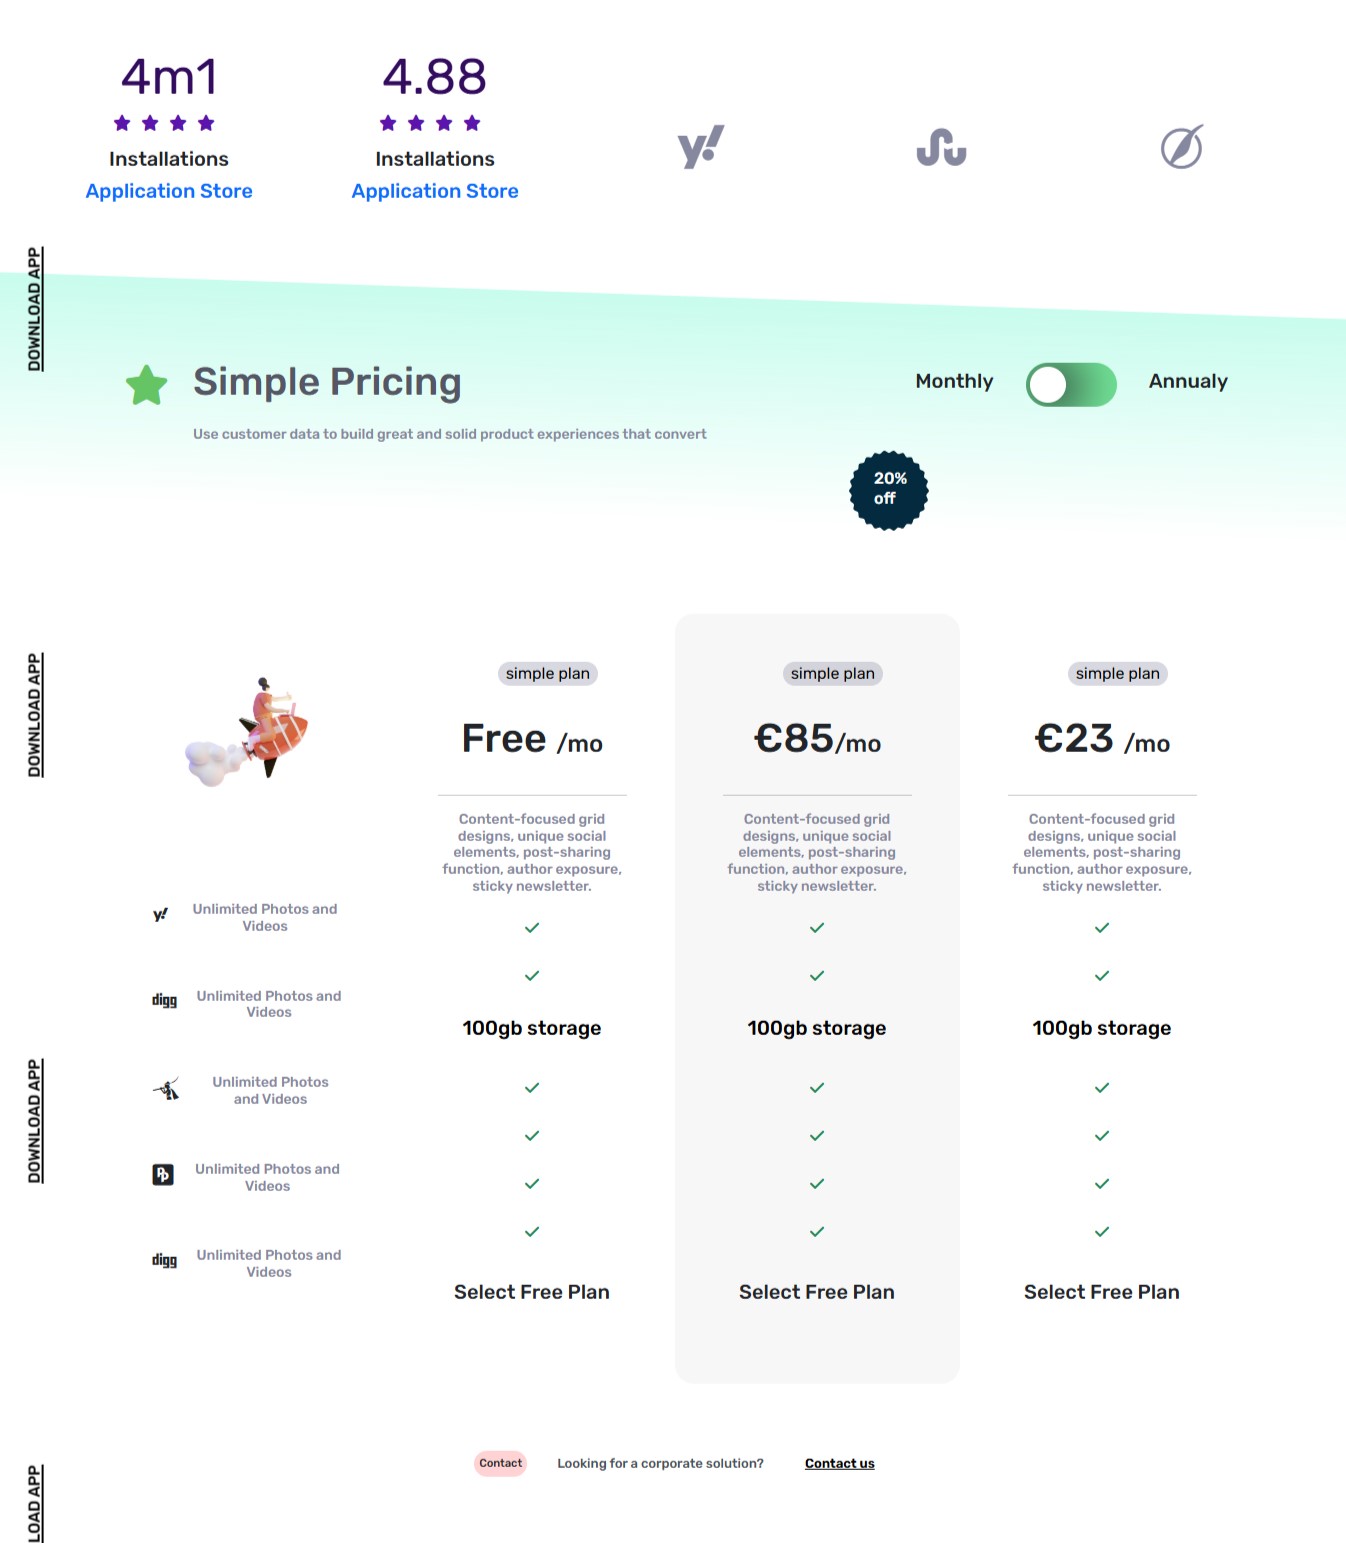 4m1
Installations
Application Store
4.88
Installations
Application Store
y!
DOWNLOAD APP
Simple Pricing
Use customer data to build great and solid product experiences that convert
Monthly
Annualy
20%
off
DOWNLOAD APP
simple plan
Free /mo
Content-focused grid
designs, unique social
elements, post-sharing
function, author exposure,
sticky newsletter.
100gb storage
Select Free Plan
simple plan
€85/mo
Content-focused grid
designs, unique social
elements, post-sharing
function, author exposure,
sticky newsletter.
100gb storage
Select Free Plan
simple plan
€23 /mo
Content-focused grid
designs, unique social
elements, post-sharing
function, author exposure,
sticky newsletter.
100gb storage
Select Free Plan
y!
Unlimited Photos and
Videos
digg
Unlimited Photos and
Videos
Unlimited Photos
and Videos
Unlimited Photos and
Videos
digg
Unlimited Photos and
Videos
DOWNLOAD APP
Contact
Looking for a corporate solution?
Contact us
LOAD APP